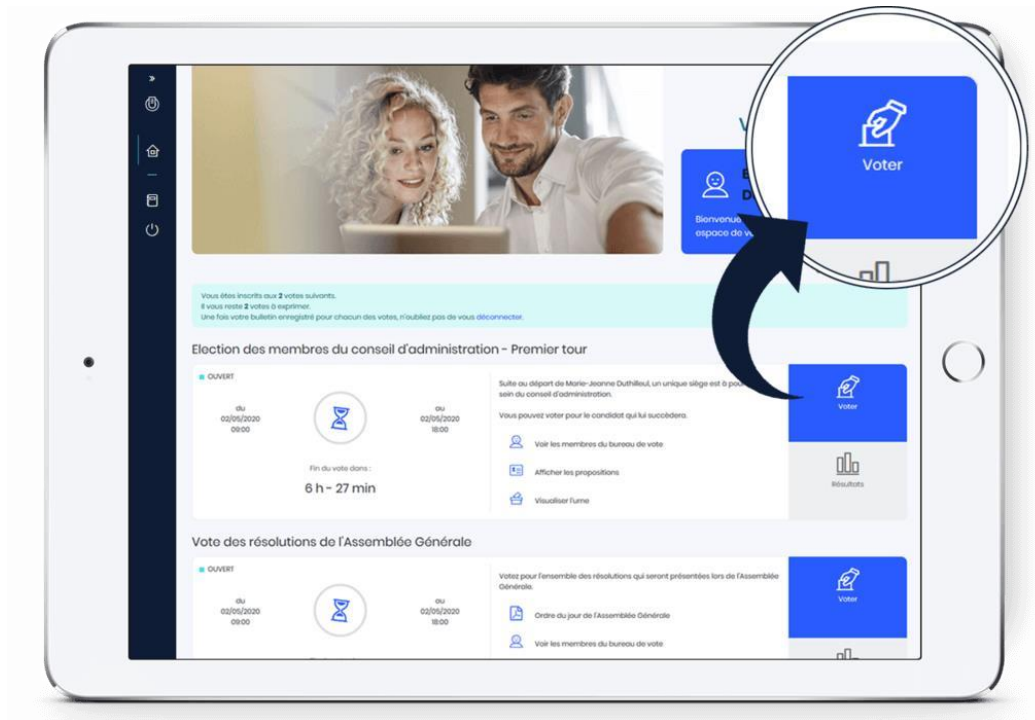 Voter
Bienvenue
espace de
Vous êtes inscrits aux 2 votes suivants.
Il vous reste 2 votes à exprimer.
Une fois votre bulletin enregistré pour chacun des votes, n'oubliez pas de vous déconnecter.
Election des membres du conseil d'administration - Premier tour
OUVERT
du
02/05/2020
09:00
au
02/05/2020
18:00
Fin du vote dans :
6 h - 27 min
Suite au départ de Marie-Jeanne Duthilleul, un unique siège est à
sein du conseil d'administration.
Vous pouvez voter pour le candidat qui lui succèdera.
Voir les membres du bureau de vote
Afficher les propositions
Visualiser l'urne
Voter
Résultats
Vote des résolutions de l'Assemblée Générale
OUVERT
du
02/05/2020
09:00
au
02/05/2020
18:00
Votez pour l'ensemble des résolutions qui seront présentées lors de l'Assemblée
Générale.
Ordre du jour de l'Assemblée Générale
Voir les membres du bureau de vote
Voter